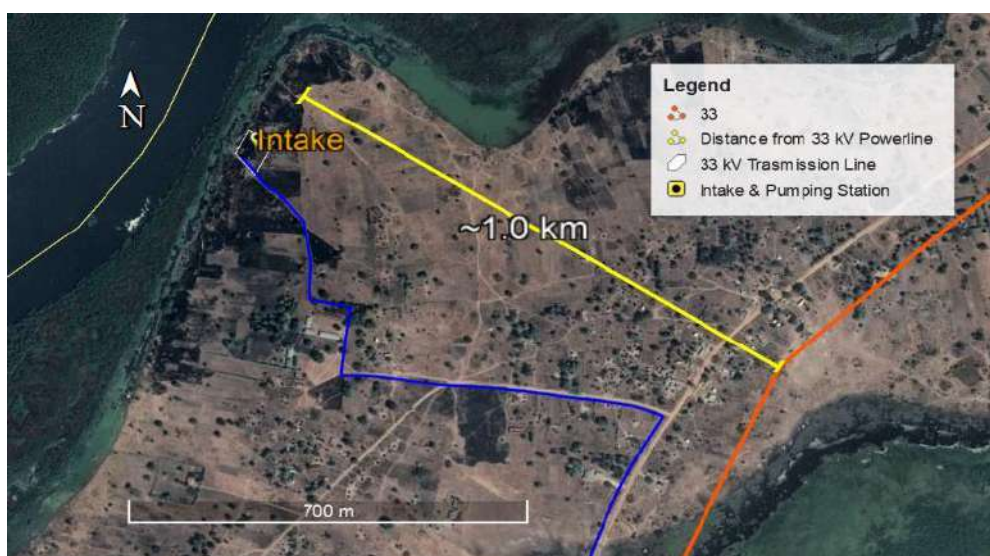 N
Intake
~1.0 km
Legend
33
Distance from 33 kV Powerline
33 kV Trasmission Line
Intake & Pumping Station
700 m